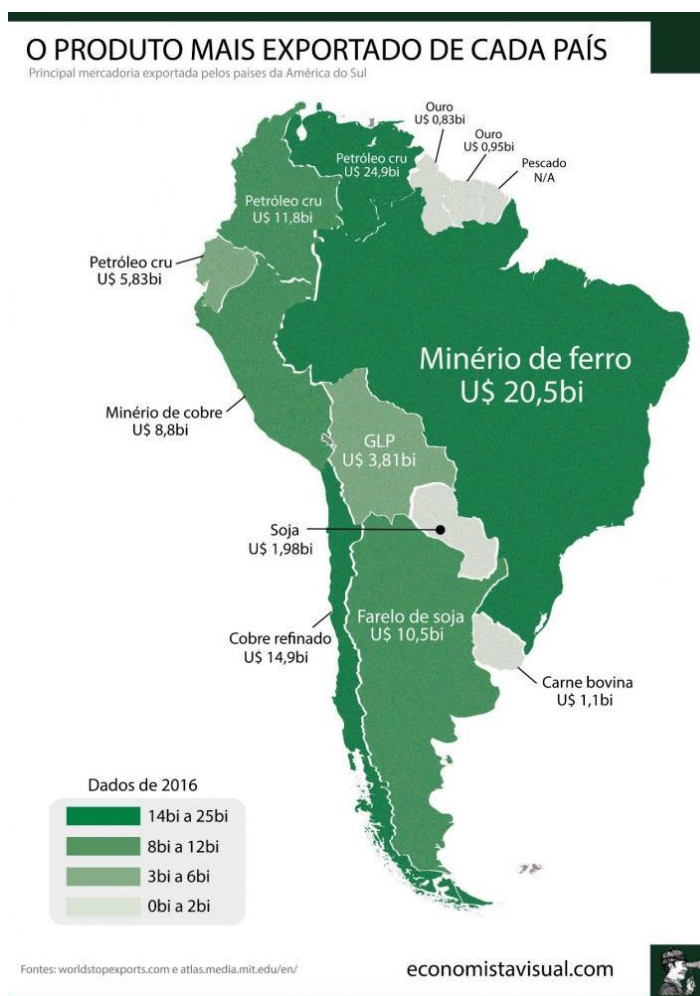 O PRODUTO MAIS EXPORTADO DE CADA PAÍS
Principal mercadoria exportada pelos países da América do Sul
Ouro
U$ 0,83bi
Ouro
U$ 0,95bi
Pescado
N/A
Petróleo cru
U$ 24,9bi
Petróleo cru
U$ 11,8bi
Petróleo cru
U$ 5,83bi
Minério de ferro
U$ 20,5bi
Minério de cobre
U$ 8,8bi
GLP
U$ 3,81bi
Soja
U$ 1,98bi
Farelo de soja
U$ 10,5bi
Cobre refinado
U$ 14,9bi
Carne bovina
U$ 1,1bi
Dados de 2016
14bi a 25bi
8bi a 12bi
3bi a 6bi
0bi a 2bi
Fontes: worldstopexports.com e atlas.media.mit.edu/en/
economistavisual.com